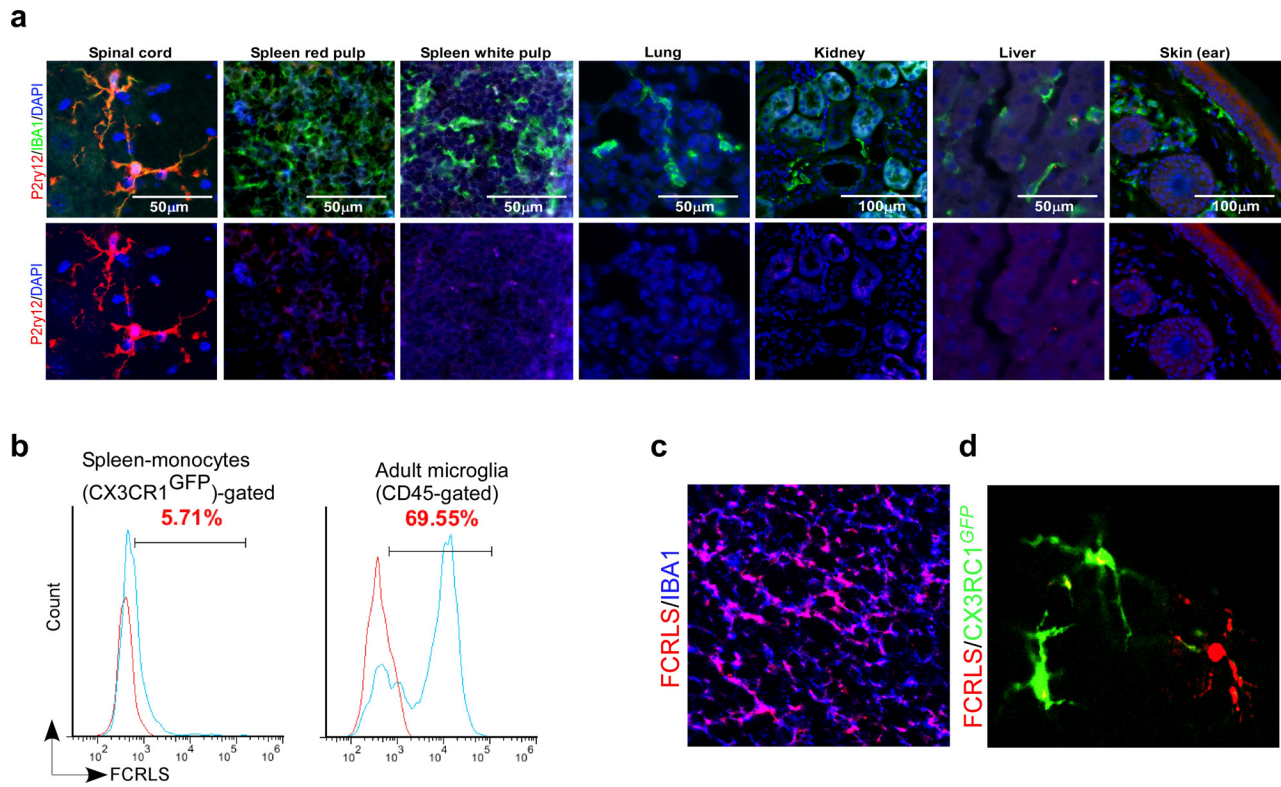 a
Spinal cord
Spleen red pulp
Spleen white pulp
Lung
Kidney
Liver
Skin (ear)
P2ry12/IBA1/DAPI
50μm
50μm
50μm
50μm
100μm
50μm
100μm
P2ry12/DAPI
b
Spleen-monocytes
(CX3CR1GFP)-gated
5.71%
Adult microglia
(CD45-gated)
69.55%
Count
10² 10³ 10⁴ 10⁵ 10⁶
10² 10³ 10⁴ 10⁵ 10⁶
FCRLS
c
FCRLS/IBA1
d
FCRLS/CX3RC1GFP